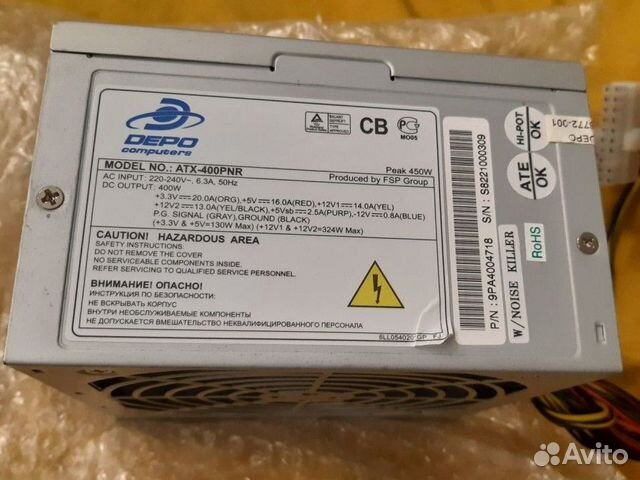 DEPO
computers
CB
MO05
MODEL NO.: ATX-400PNR
Peak 450W
AC INPUT: 220-240V~, 6.3A, 50Hz
Produced by FSP Group
DC OUTPUT: 400W
+3.3V⎓20.0A(ORG),+5V⎓16.0A(RED),+12V1⎓14.0A(YEL)
+12V2⎓13.0A(YEL/BLACK),+5Vsb⎓2.5A(PURP),-12V⎓0.8A(BLUE)
P.G. SIGNAL (GRAY),GROUND (BLACK)
(+3.3V & +5V=130W Max) (+12V1 & +12V2=324W Max)
CAUTION! HAZARDOUS AREA
SAFETY INSTRUCTIONS:
DO NOT REMOVE THE COVER
NO SERVICEABLE COMPONENTS INSIDE.
REFER SERVICING TO QUALIFIED SERVICE PERSONNEL.
ВНИМАНИЕ! ОПАСНО
ИНСТРУКЦИЯ ПО БЕЗОПАСНОСТИ:
НЕ ВСКРЫВАТЬ КОРПУС
ВНУТРИ НЕОБСЛУЖИВАЕМЫЕ КОМПОНЕНТЫ
НЕ ДОПУСКАЕТСЯ ВМЕШАТЕЛЬСТВО НЕКВАЛИФИЦИРОВАННОГО ПЕРСОНАЛА
P/N : 9PA4004718
S/N : S8221000309
W/NOISE KILLER
RoHS
ATE OK
HI-POT OK
DEPO
5772-001
Avito